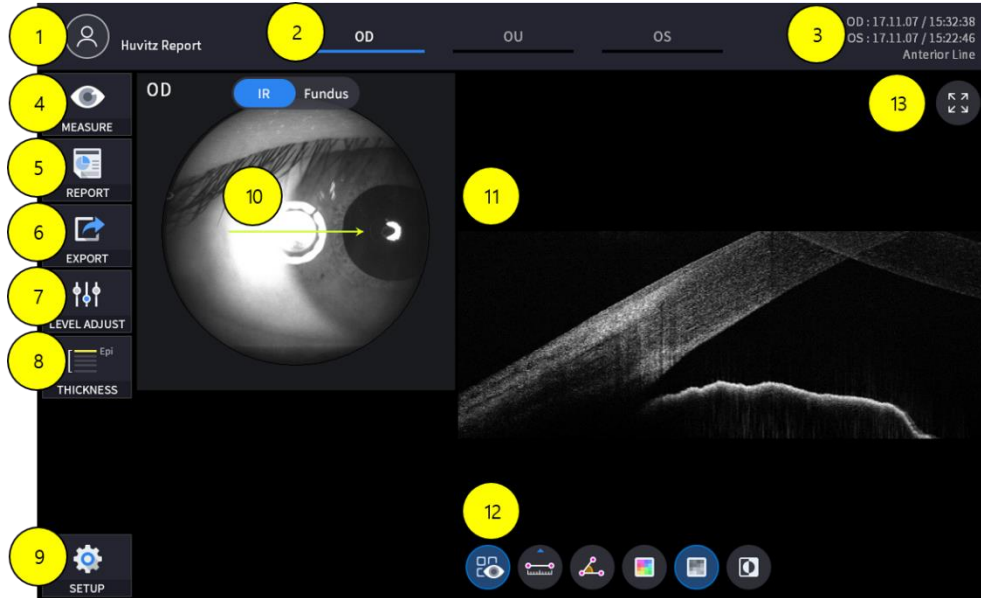 1
Huvitz Report
2
OD
OU
OS
3
OD : 17.11.07 / 15:32:38
OS : 17.11.07 / 15:22:46
Anterior Line
4
MEASURE
OD
IR
Fundus
13
5
REPORT
10
11
6
EXPORT
7
LEVEL ADJUST
8
Epi
THICKNESS
12
9
SETUP